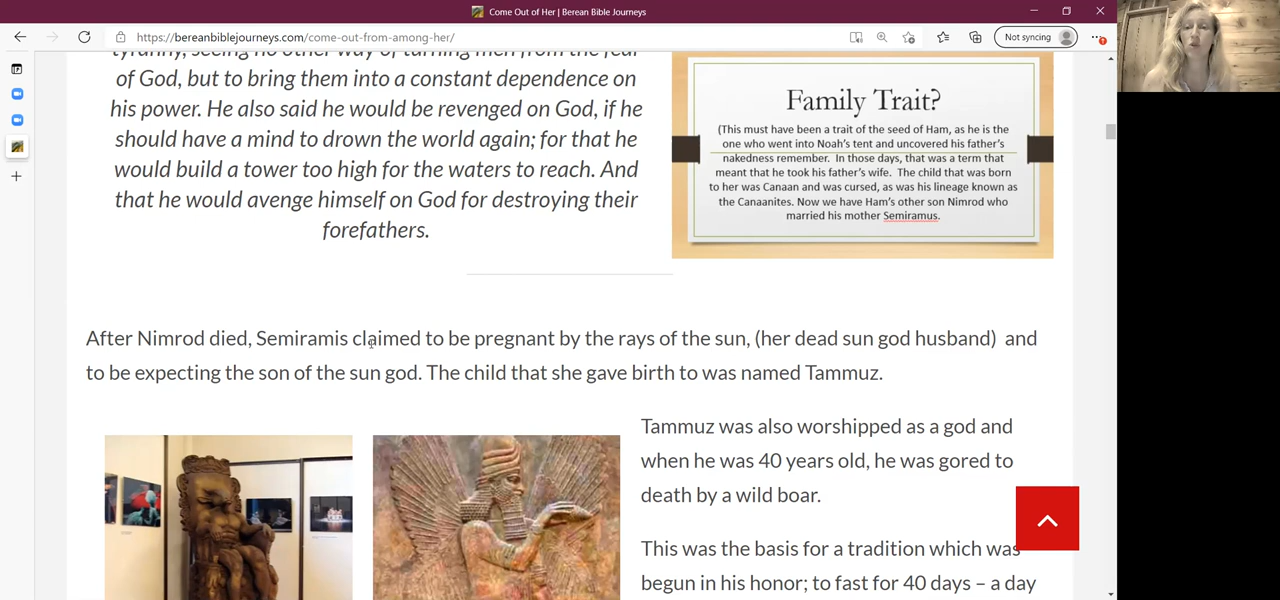 Come Out of Her | Berean Bible Journeys
https://bereanbiblejourneys.com/come-out-from-among-her/
Not syncing
tyranny, seeing no other way of turning men from the fear
of God, but to bring them into a constant dependence on
his power. He also said he would be revenged on God, if he
should have a mind to drown the world again; for that he
would build a tower too high for the waters to reach. And
that he would avenge himself on God for destroying their
forefathers.
Family Trait?
(This must have been a trait of the seed of Ham, as he is the
one who went into Noah's tent and uncovered his father's
nakedness remember. In those days, that was a term that
meant that he took his father's wife. The child that was born
to her was Canaan and was cursed, as was his lineage known as
the Canaanites. Now we have Ham's other son Nimrod who
married his mother Semiramus.
After Nimrod died, Semiramis claimed to be pregnant by the rays of the sun, (her dead sun god husband) and
to be expecting the son of the sun god. The child that she gave birth to was named Tammuz.
Tammuz was also worshipped as a god and
when he was 40 years old, he was gored to
death by a wild boar.
This was the basis for a tradition which was
begun in his honor; to fast for 40 days – a day